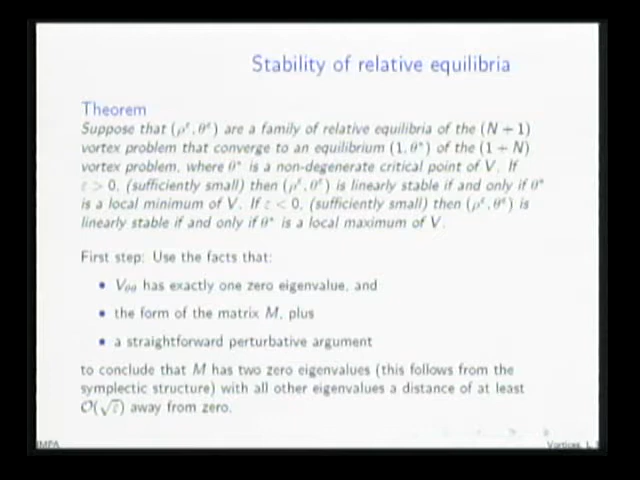 Stability of relative equilibria
Theorem
Suppose that (ρ^ε, θ^ε) are a family of relative equilibria of the (N + 1)
vortex problem that converge to an equilibrium (1, θ*) of the (1 + N)
vortex problem, where θ* is a non-degenerate critical point of V. If
ε > 0, (sufficiently small) then (ρ^ε, θ^ε) is linearly stable if and only if θ*
is a local minimum of V. If ε < 0, (sufficiently small) then (ρ^ε, θ^ε) is
linearly stable if and only if θ* is a local maximum of V.
First step: Use the facts that:
• V_θθ has exactly one zero eigenvalue, and
• the form of the matrix M, plus
• a straightforward perturbative argument
to conclude that M has two zero eigenvalues (this follows from the
symplectic structure) with all other eigenvalues a distance of at least
O(√ε) away from zero.
IMPA
Vortices, L.